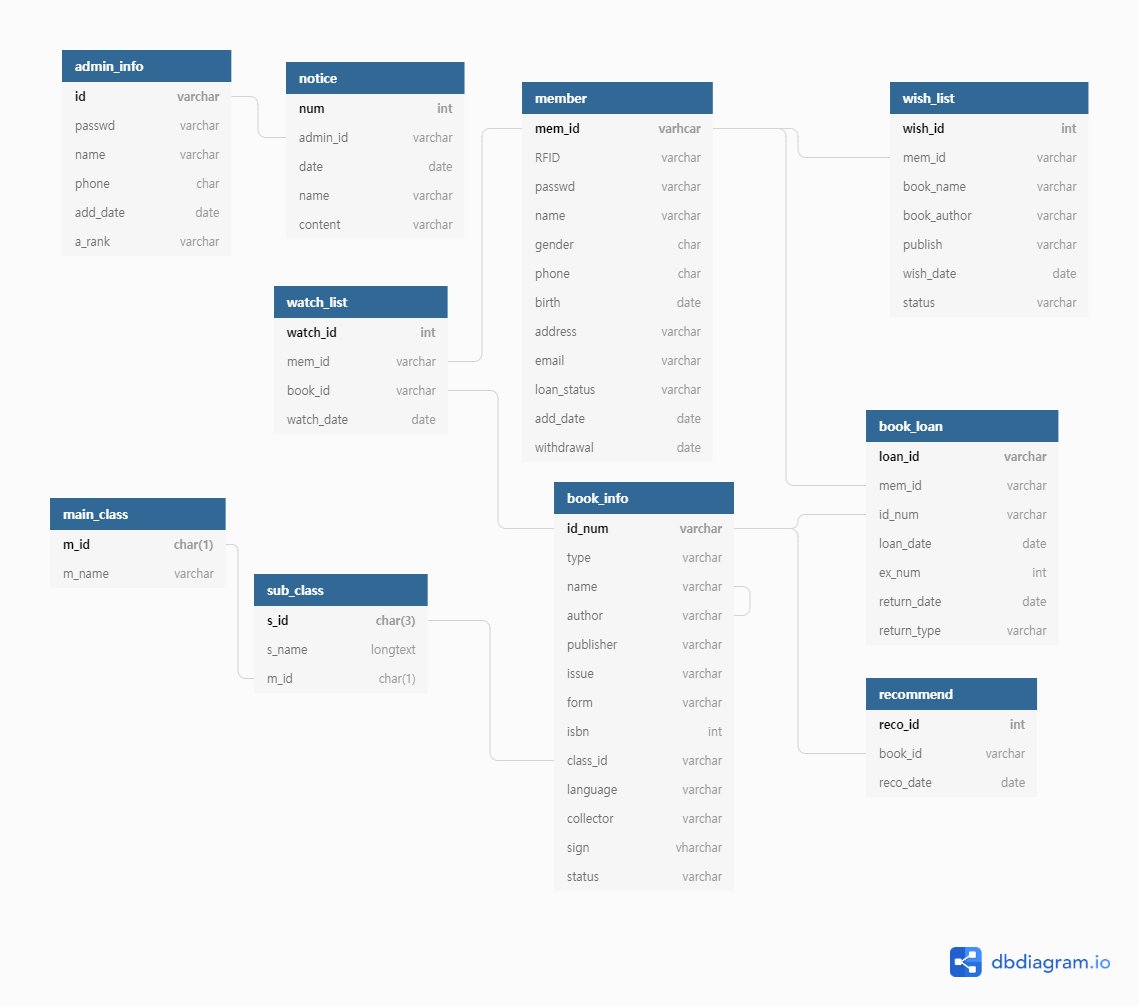 admin_info
id varchar
passwd varchar
name varchar
phone char
add_date date
a_rank varchar
notice
num int
admin_id varchar
date date
name varchar
content varchar
member
mem_id varhcar
RFID varchar
passwd varchar
name varchar
gender char
phone char
birth date
address varchar
email varchar
loan_status varchar
add_date date
withdrawal date
wish_list
wish_id int
mem_id varchar
book_name varchar
book_author varchar
publish varchar
wish_date date
status varchar
watch_list
watch_id int
mem_id varchar
book_id varchar
watch_date date
book_loan
loan_id varchar
mem_id varchar
id_num varchar
loan_date date
ex_num int
return_date date
return_type varchar
main_class
m_id char(1)
m_name varchar
sub_class
s_id char(3)
s_name longtext
m_id char(1)
book_info
id_num varchar
type varchar
name varchar
author varchar
publisher varchar
issue varchar
form varchar
isbn int
class_id varchar
language varchar
collector varchar
sign vharchar
status varchar
recommend
reco_id int
book_id varchar
reco_date date
dbdiagram.io